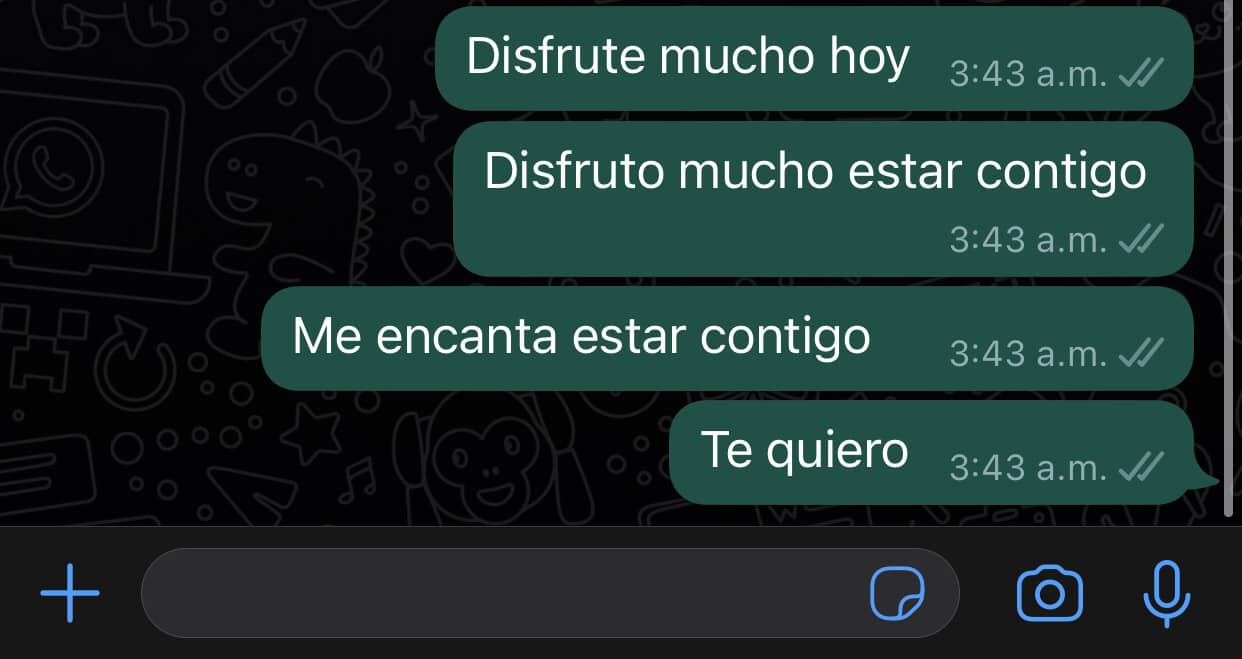 Disfrute mucho hoy 3:43 a.m.
Disfruto mucho estar contigo
3:43 a.m.
Me encanta estar contigo 3:43 a.m.
Te quiero 3:43 a.m.